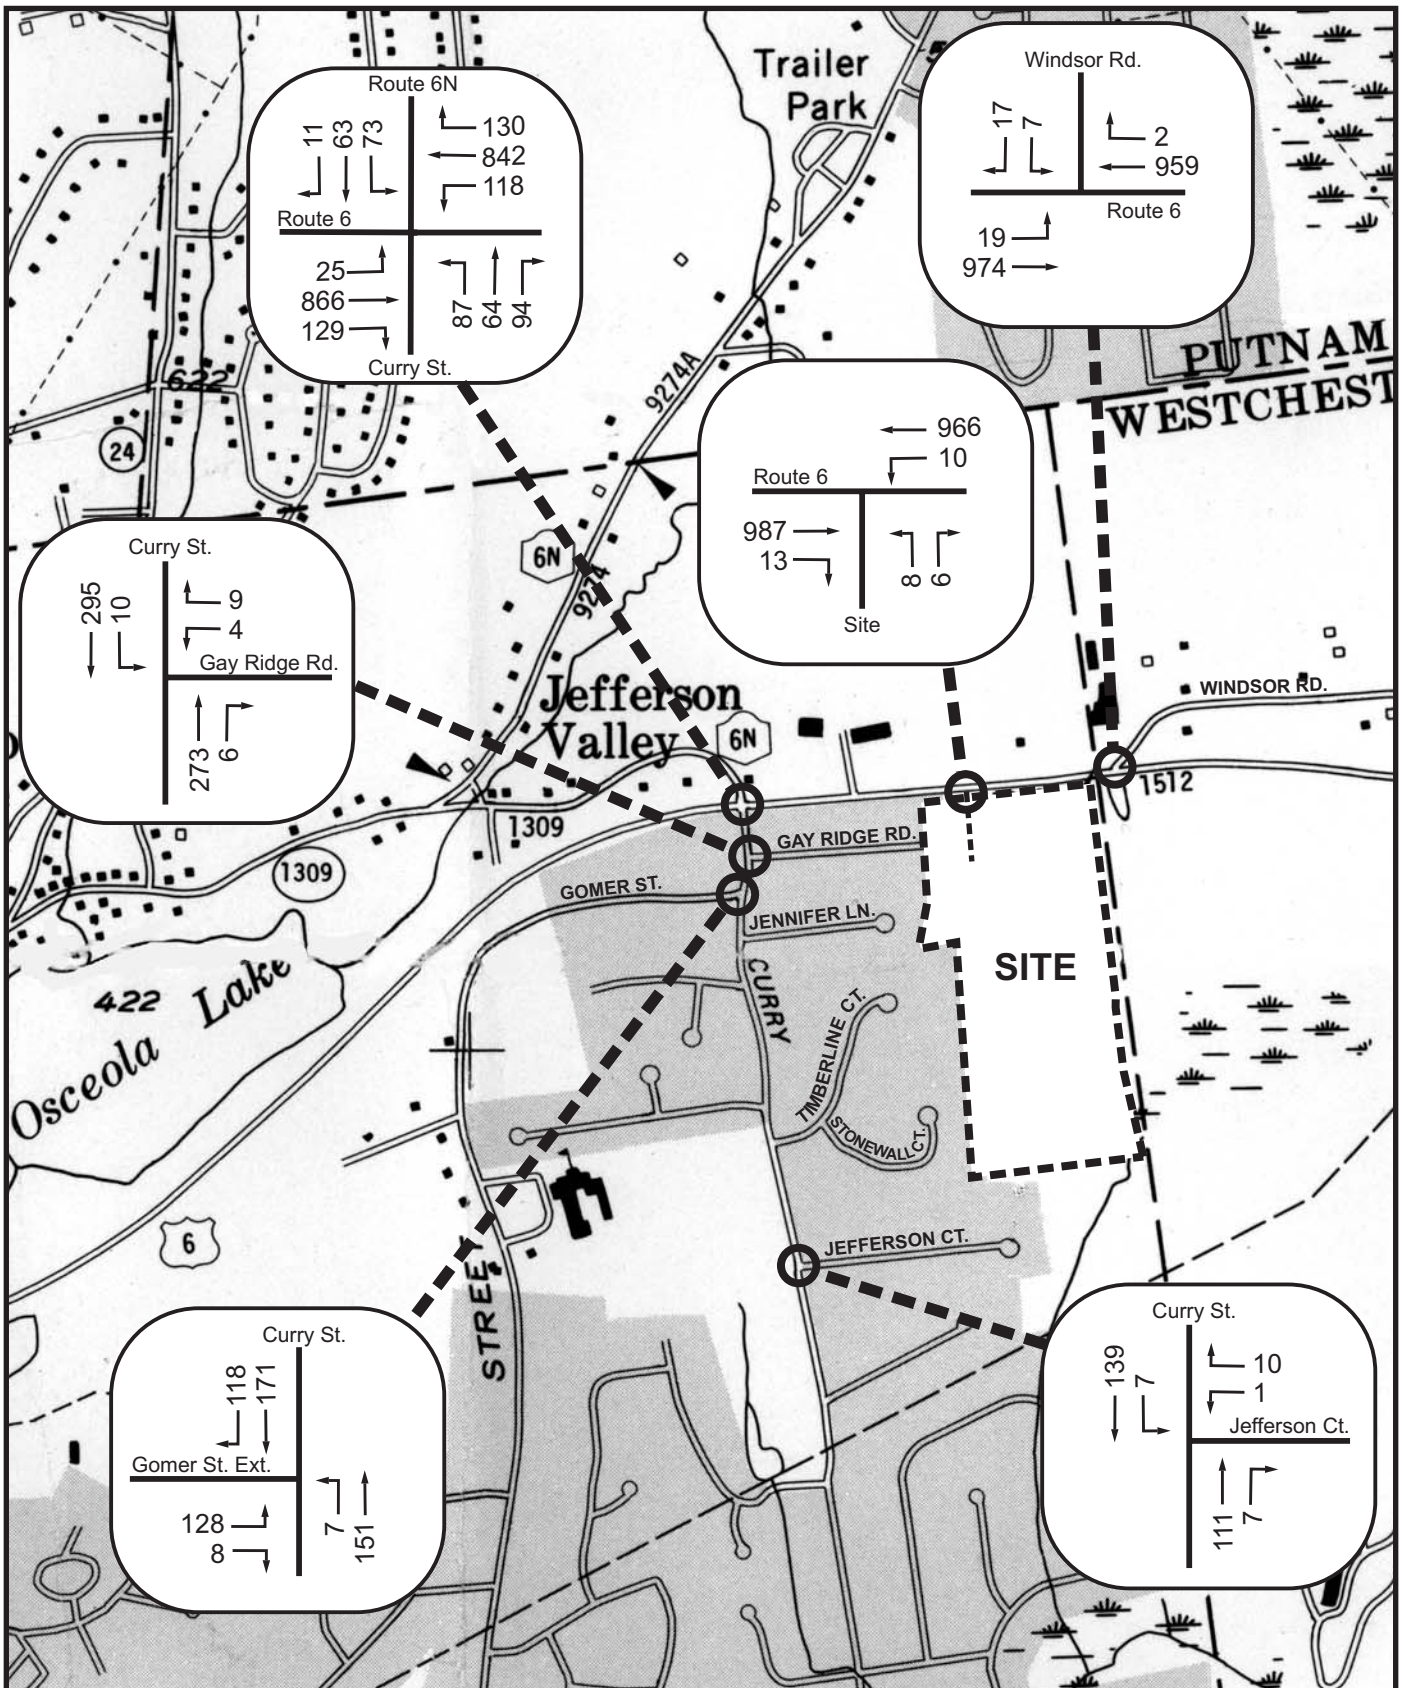 Trailer
Park
Windsor Rd.
17
7
2
959
Route 6
19
974
Route 6N
11
63
73
130
842
118
Route 6
25
866
129
87
64
94
Curry St.
PUTNAM
WESTCHEST
622
24
9274A
966
10
Route 6
987
13
8
6
Site
6N
9274
Curry St.
295
10
9
4
Gay Ridge Rd.
273
6
Jefferson
Valley
6N
WINDSOR RD.
1512
1309
GAY RIDGE RD.
1309
GOMER ST.
JENNIFER LN.
SITE
CURRY
422
Lake
Osceola
TIMBERLINE CT.
STONEWALL CT.
6
JEFFERSON CT.
STREET
Curry St.
118
171
Gomer St. Ext.
128
8
7
151
Curry St.
139
7
10
1
Jefferson Ct.
111
7